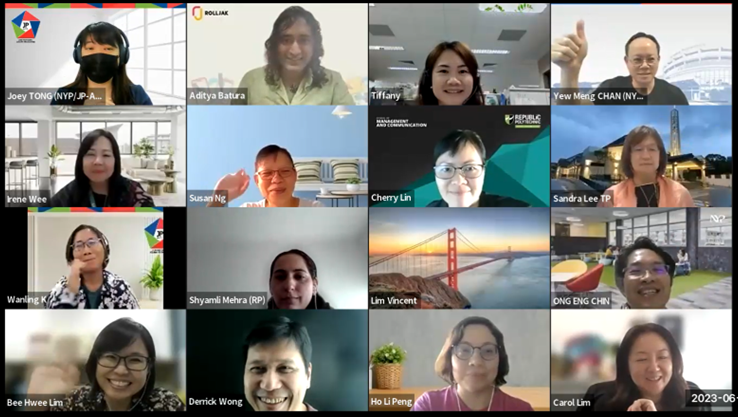 JP
Joey TONG (NYP/JP-A...
ROLLJAK
Aditya Batura
Tiffany
Yew Meng CHAN (NY...
Irene Wee
Susan Ng
MANAGEMENT
AND COMMUNICATION
REPUBLIC
POLYTECHNIC
Cherry Lin
Sandra Lee TP
Wanling K
Shyamli Mehra (RP)
Lim Vincent
ONG ENG CHIN
Bee Hwee Lim
Derrick Wong
Ho Li Peng
Carol Lim
2023-06-